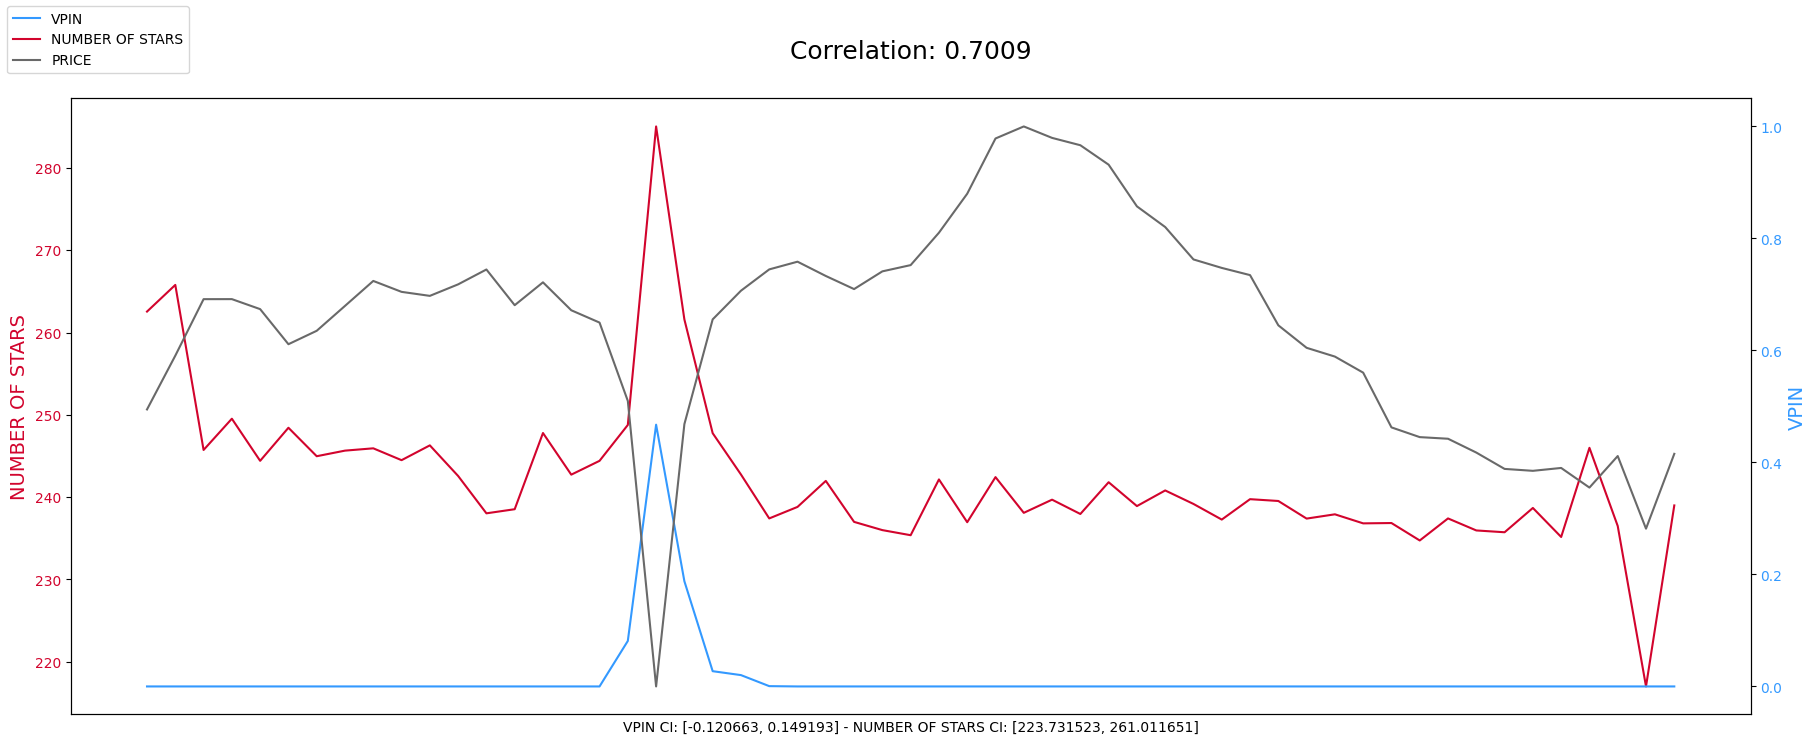 VPIN
NUMBER OF STARS
PRICE
Correlation: 0.7009
280
270
260
250
240
230
220
NUMBER OF STARS
1.0
0.8
0.6
0.4
0.2
0.0
VPIN
VPIN CI: [-0.120663, 0.149193] - NUMBER OF STARS CI: [223.731523, 261.011651]